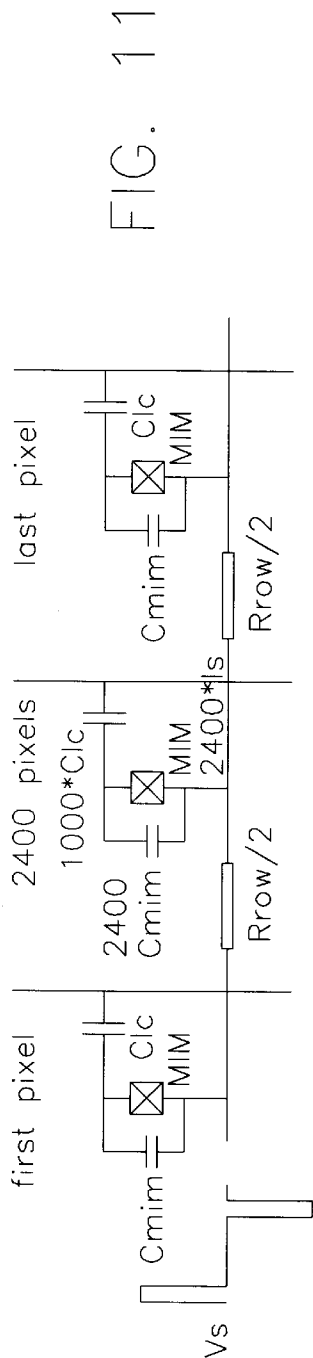 first pixel
2400 pixels
last pixel
1000*Clc
Clc
Clc
Cmim
MIM
2400
Cmim
MIM
2400*Is
Cmim
MIM
Vs
Rrow/2
Rrow/2
FIG. 11